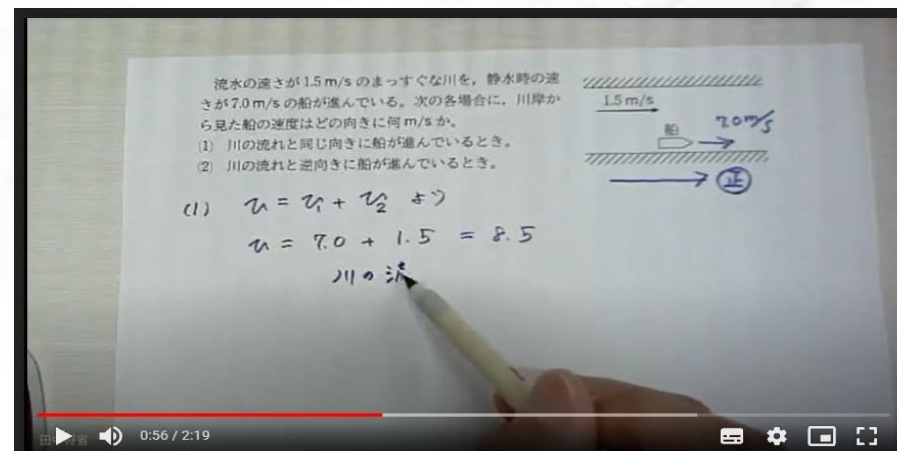 流水の速さが1.5m/sのまっすぐな川を,静水時の速
さが7.0m/sの船が進んでいる。次の各場合に,川岸か
ら見た船の速度はどの向きに何m/sか。
(1) 川の流れと同じ向きに船が進んでいるとき。
(2) 川の流れと逆向きに船が進んでいるとき。
1.5m/s
船
7.0m/s
正
(1) v = v₁ + v₂ より
v = 7.0 + 1.5 = 8.5
川の流
0:56 / 2:19